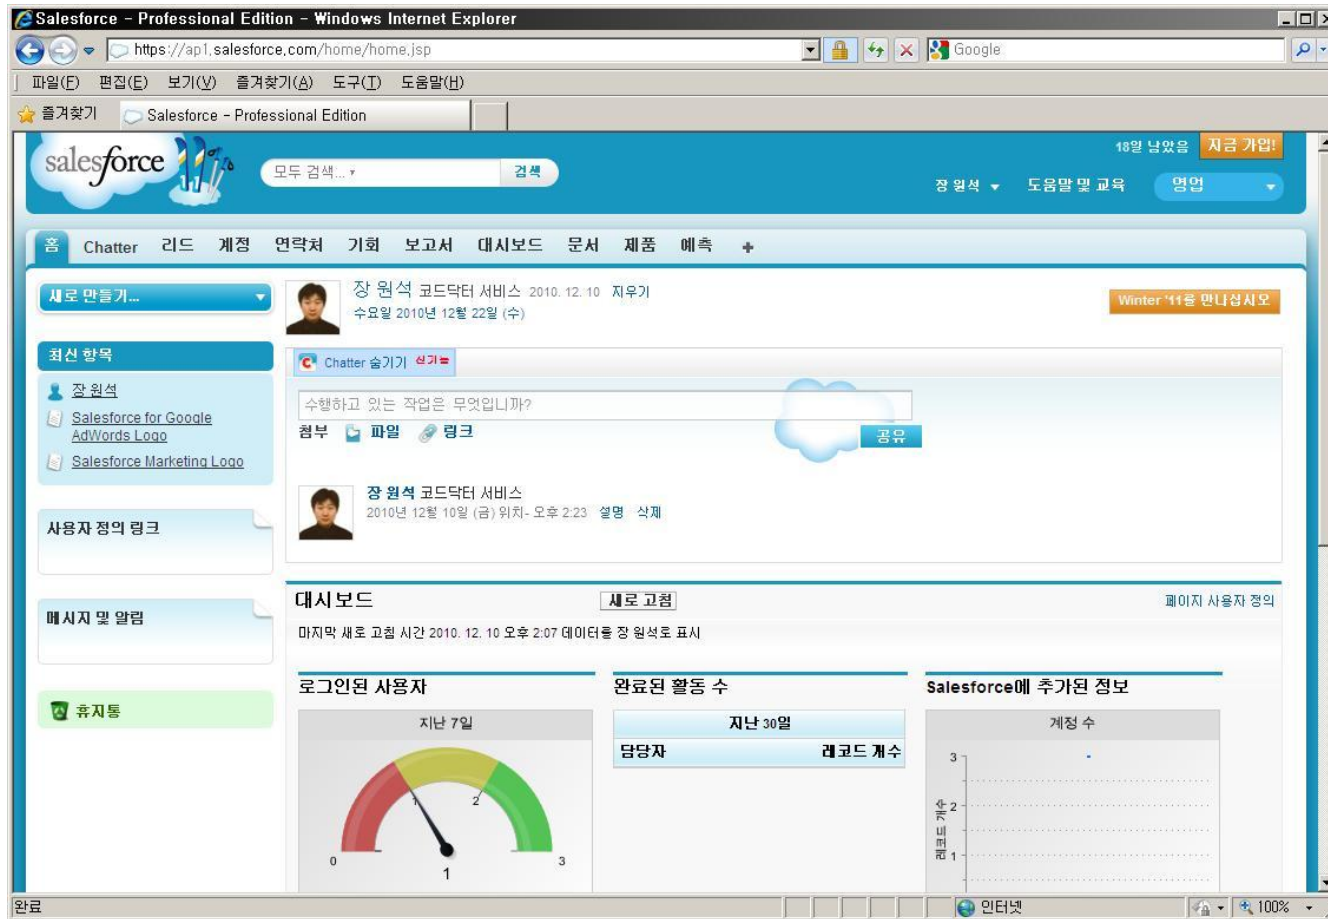 Salesforce - Professional Edition - Windows Internet Explorer
https://ap1.salesforce.com/home/home.jsp
Google
파일(F) 편집(E) 보기(V) 즐겨찾기(A) 도구(T) 도움말(H)
즐겨찾기
Salesforce - Professional Edition
salesforce
모두 검색...
검색
18일 남았음
지금 가입!
장 원석
도움말 및 교육
영업
홈 Chatter 리드 계정 연락처 기회 보고서 대시보드 문서 제품 예측 +
새로 만들기...
최신 항목
장 원석
Salesforce for Google
AdWords Logo
Salesforce Marketing Logo
사용자 정의 링크
메시지 및 알림
휴지통
장 원석 코드닥터 서비스 2010. 12. 10 지우기
수요일 2010년 12월 22일 (수)
Winter '11을 만나십시오
Chatter 숨기기 신기능
수행하고 있는 작업은 무엇입니까?
첨부 파일 링크
공유
장 원석 코드닥터 서비스
2010년 12월 10일 (금) 위치- 오후 2:23 설명 삭제
대시보드
새로 고침
페이지 사용자 정의
마지막 새로 고침 시간 2010. 12. 10 오후 2:07 데이터를 장 원석로 표시
로그인된 사용자
지난 7일
0
1
2
3
1
완료된 활동 수
지난 30일
담당자 레코드 개수
Salesforce에 추가된 정보
계정 수
레코드 개수
3
2
1
완료
인터넷
100%